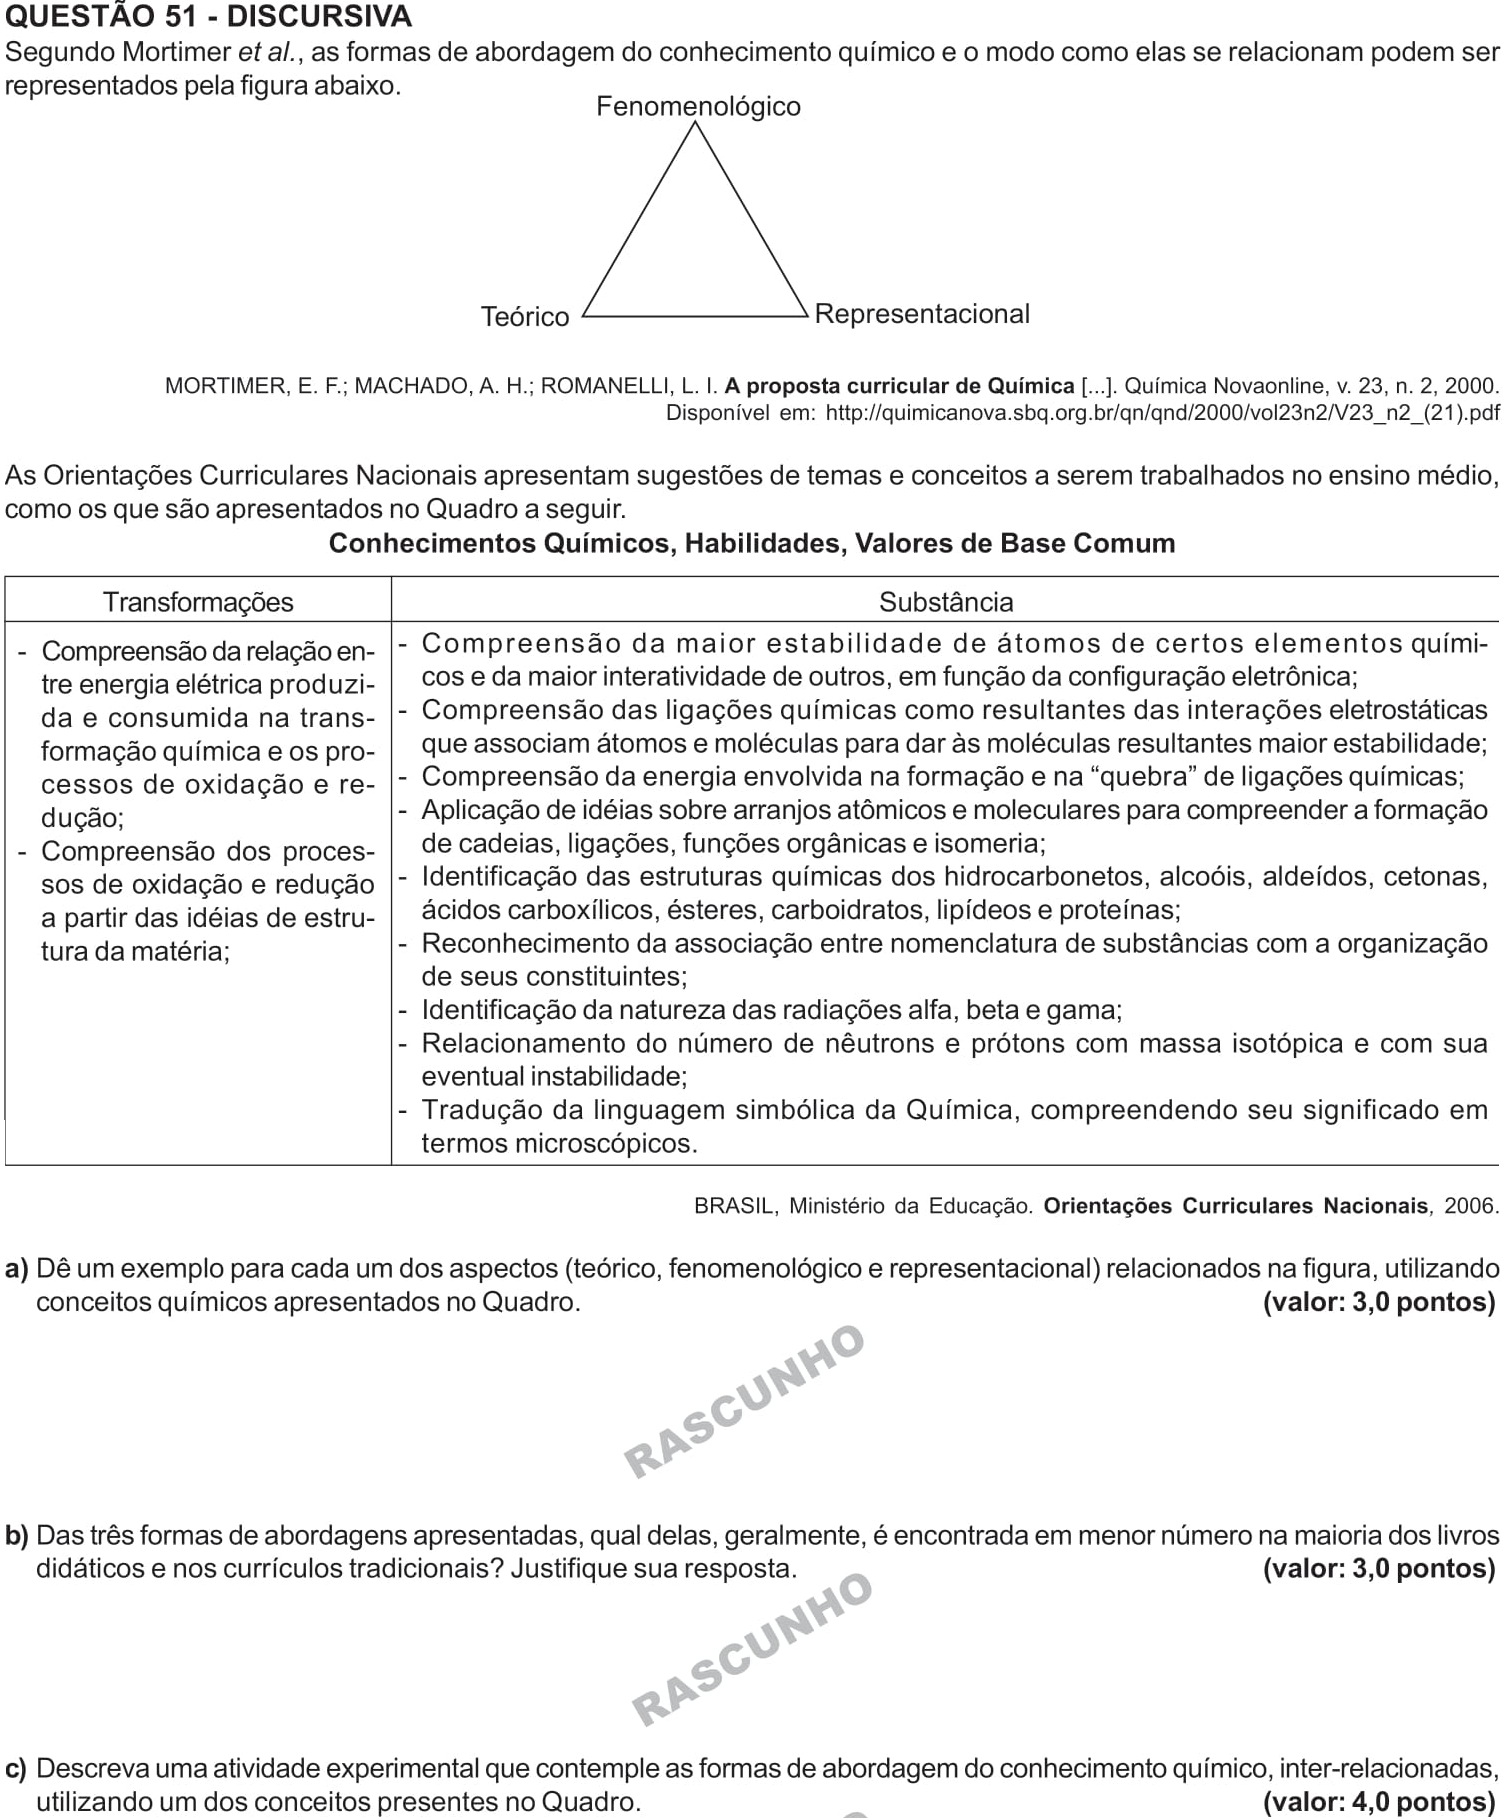 QUESTÃO 51 - DISCURSIVA
Segundo Mortimer et al., as formas de abordagem do conhecimento químico e o modo como elas se relacionam podem ser
representados pela figura abaixo.
Fenomenológico
Teórico
Representacional
MORTIMER, E. F.; MACHADO, A. H.; ROMANELLI, L. I. A proposta curricular de Química [...]. Química Novaonline, v. 23, n. 2, 2000.
Disponível em: http://quimicanova.sbq.org.br/qn/qnd/2000/vol23n2/V23_n2_(21).pdf
As Orientações Curriculares Nacionais apresentam sugestões de temas e conceitos a serem trabalhados no ensino médio,
como os que são apresentados no Quadro a seguir.
Conhecimentos Químicos, Habilidades, Valores de Base Comum
Transformações
- Compreensão da relação en-
tre energia elétrica produzi-
da e consumida na trans-
formação química e os pro-
cessos de oxidação e re-
dução;
- Compreensão dos proces-
sos de oxidação e redução
a partir das idéias de estru-
tura da matéria;
Substância
- Compreensão da maior estabilidade de átomos de certos elementos quími-
cos e da maior interatividade de outros, em função da configuração eletrônica;
- Compreensão das ligações químicas como resultantes das interações eletrostáticas
que associam átomos e moléculas para dar às moléculas resultantes maior estabilidade;
- Compreensão da energia envolvida na formação e na “quebra” de ligações químicas;
- Aplicação de idéias sobre arranjos atômicos e moleculares para compreender a formação
de cadeias, ligações, funções orgânicas e isomeria;
- Identificação das estruturas químicas dos hidrocarbonetos, alcoóis, aldeídos, cetonas,
ácidos carboxílicos, ésteres, carboidratos, lipídeos e proteínas;
- Reconhecimento da associação entre nomenclatura de substâncias com a organização
de seus constituintes;
- Identificação da natureza das radiações alfa, beta e gama;
- Relacionamento do número de nêutrons e prótons com massa isotópica e com sua
eventual instabilidade;
- Tradução da linguagem simbólica da Química, compreendendo seu significado em
termos microscópicos.
BRASIL, Ministério da Educação. Orientações Curriculares Nacionais, 2006.
a) Dê um exemplo para cada um dos aspectos (teórico, fenomenológico e representacional) relacionados na figura, utilizando
conceitos químicos apresentados no Quadro. (valor: 3,0 pontos)
RASCUNHO
b) Das três formas de abordagens apresentadas, qual delas, geralmente, é encontrada em menor número na maioria dos livros
didáticos e nos currículos tradicionais? Justifique sua resposta. (valor: 3,0 pontos)
RASCUNHO
c) Descreva uma atividade experimental que contemple as formas de abordagem do conhecimento químico, inter-relacionadas,
utilizando um dos conceitos presentes no Quadro. (valor: 4,0 pontos)